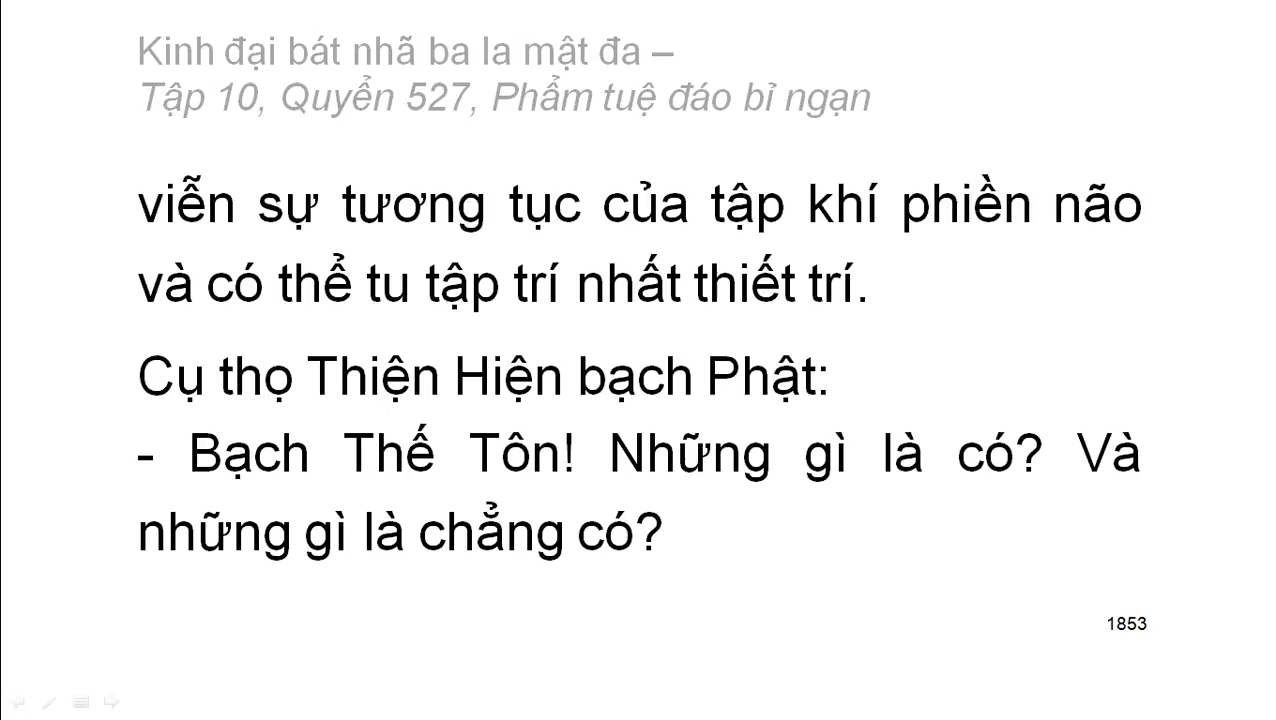 Kinh đại bát nhã ba la mật đa –
Tập 10, Quyển 527, Phẩm tuệ đáo bỉ ngạn
viễn sự tương tục của tập khí phiền não
và có thể tu tập trí nhất thiết trí.
Cụ thọ Thiện Hiện bạch Phật:
- Bạch Thế Tôn! Những gì là có? Và
những gì là chẳng có?
1853